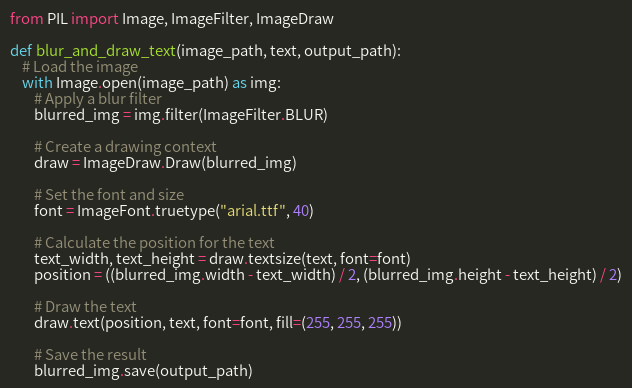 from PIL import Image, ImageFilter, ImageDraw

def blur_and_draw_text(image_path, text, output_path):
    # Load the image
    with Image.open(image_path) as img:
        # Apply a blur filter
        blurred_img = img.filter(ImageFilter.BLUR)

        # Create a drawing context
        draw = ImageDraw.Draw(blurred_img)

        # Set the font and size
        font = ImageFont.truetype("arial.ttf", 40)

        # Calculate the position for the text
        text_width, text_height = draw.textsize(text, font=font)
        position = ((blurred_img.width - text_width) / 2, (blurred_img.height - text_height) / 2)

        # Draw the text
        draw.text(position, text, font=font, fill=(255, 255, 255))

        # Save the result
        blurred_img.save(output_path)